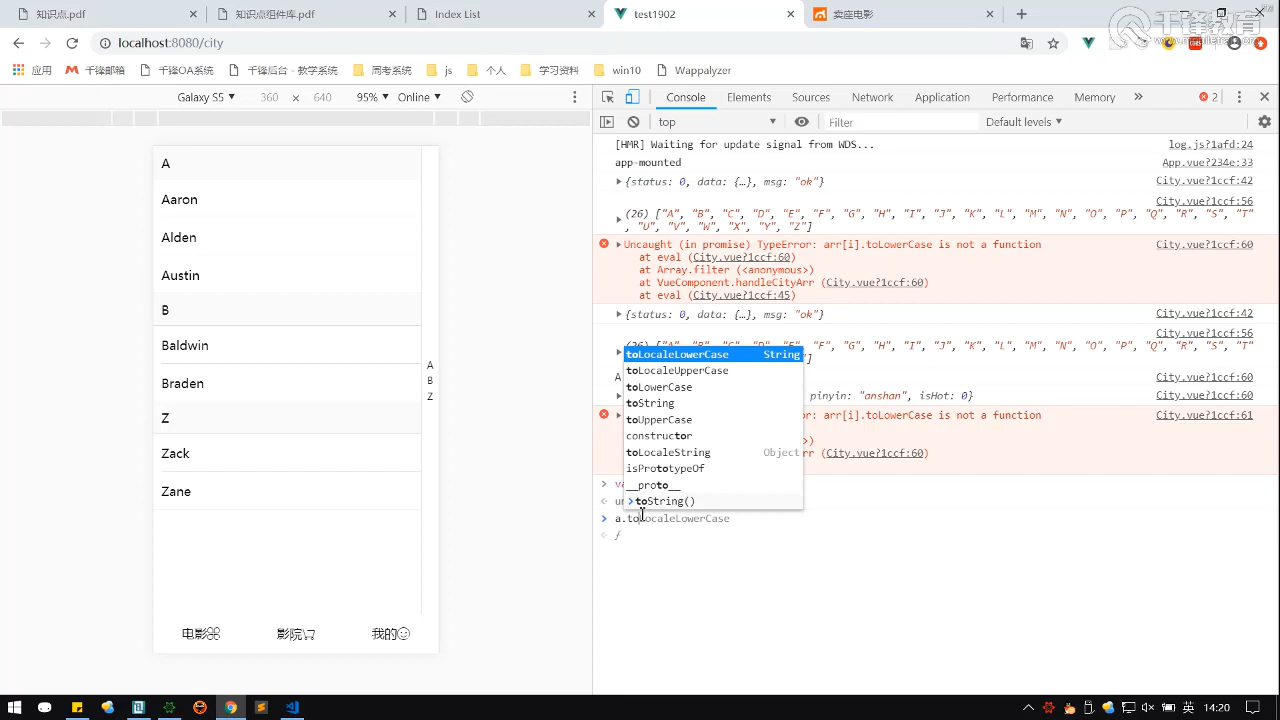 知识点.pdf
知识点组件库.pdf
Index List
test1902
卖座电影
千锋教育
localhost:8080/city
应用
千锋邮箱
千锋OA系统
千锋后台 - 教学系统
周考系统
js
个人
学习资料
win10
Wappalyzer
Galaxy S5 ▼ 360 × 640 95% ▼ Online ▼
Console Elements Sources Network Application Performance Memory » 2
top
Filter
Default levels ▼
[HMR] Waiting for update signal from WDS... log.js?1afd:24
app-mounted App.vue?234e:33
{status: 0, data: {…}, msg: "ok"} City.vue?1ccf:42
City.vue?1ccf:56
(26) ["A", "B", "C", "D", "E", "F", "G", "H", "I", "J", "K", "L", "M", "N", "O", "P", "Q", "R", "S", "T"
, "U", "V", "W", "X", "Y", "Z"]
Uncaught (in promise) TypeError: arr[i].toLowerCase is not a function City.vue?1ccf:60
at eval (City.vue?1ccf:60)
at Array.filter (<anonymous>)
at VueComponent.handleCityArr (City.vue?1ccf:60)
at eval (City.vue?1ccf:45)
{status: 0, data: {…}, msg: "ok"} City.vue?1ccf:42
City.vue?1ccf:56
"A", "B", "C", "D", "E", "F", "G", "H", "I", "J", "K", "L", "M", "N", "O", "P", "Q", "R", "S", "T"
"]
A City.vue?1ccf:60
pinyin: "anshan", isHot: 0} City.vue?1ccf:60
or: arr[i].toLowerCase is not a function City.vue?1ccf:61
>)
rr (City.vue?1ccf:60)
toLocaleLowerCase String
toLocaleUpperCase
toLowerCase
toString
toUpperCase
constructor
toLocaleString Object
isPrototypeOf
__proto__
toString()
va
un
a.toLocaleLowerCase
f
A
Aaron
Alden
Austin
B
Baldwin
Braden
Z
Zack
Zane
A
B
Z
电影
影院
我的
英 14:20